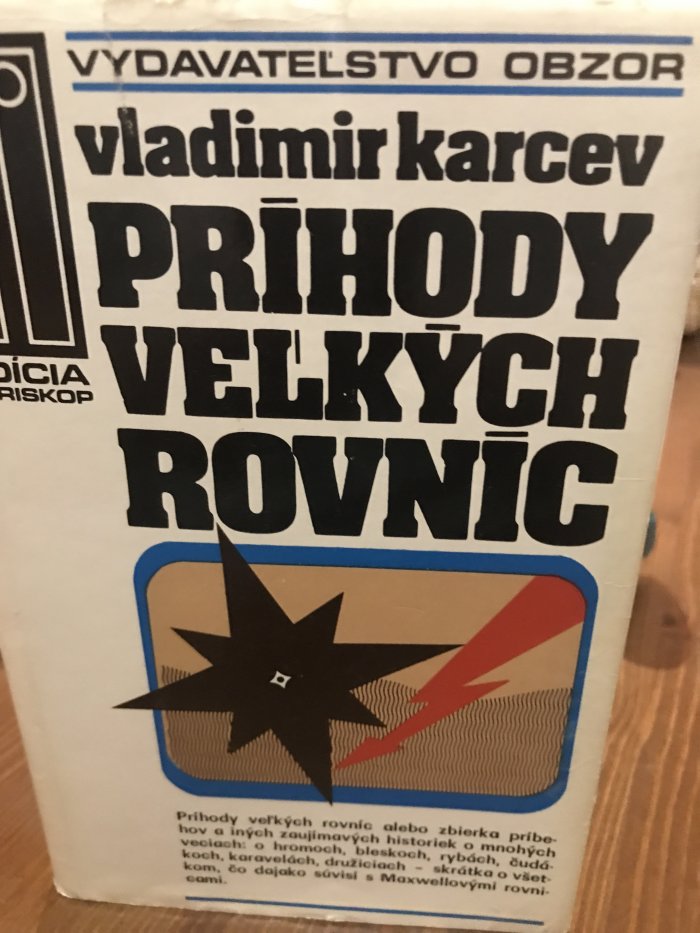 VYDAVATEĽSTVO OBZOR
vladimir karcev
PRÍHODY
VEĽKÝCH
ROVNÍC
DÍCIA
RISKOP
Príhody veľkých rovníc alebo zbierka príbe-
hov a iných zaujímavých historiek o mnohých
veciach: o hromoch, bleskoch, rybách, čudá-
koch, karavelách, družiciach – skrátka o všet-
kom, čo dajako súvisí s Maxwellovými rovni-
cami.